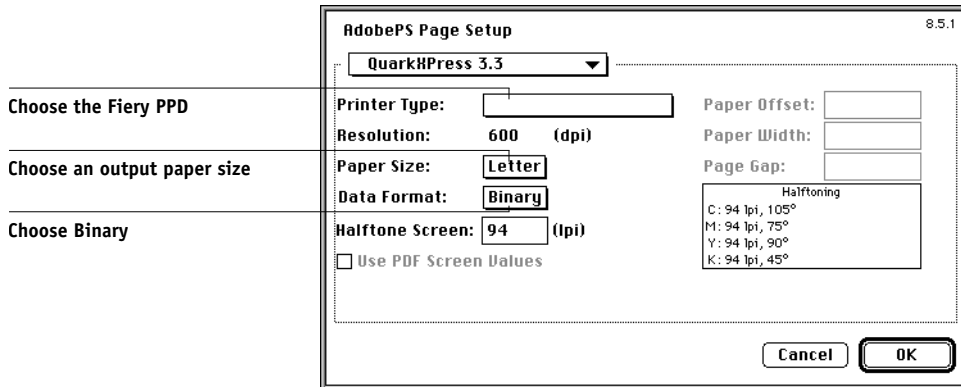 AdobePS Page Setup
8.5.1
QuarkXPress 3.3
Choose the Fiery PPD
Printer Type:
Paper Offset:
Resolution: 600 (dpi)
Paper Width:
Choose an output paper size
Paper Size: Letter
Page Gap:
Data Format: Binary
Halftoning
C: 94 lpi, 105°
M: 94 lpi, 75°
Y: 94 lpi, 90°
K: 94 lpi, 45°
Choose Binary
Halftone Screen: 94 (lpi)
Use PDF Screen Values
Cancel
OK